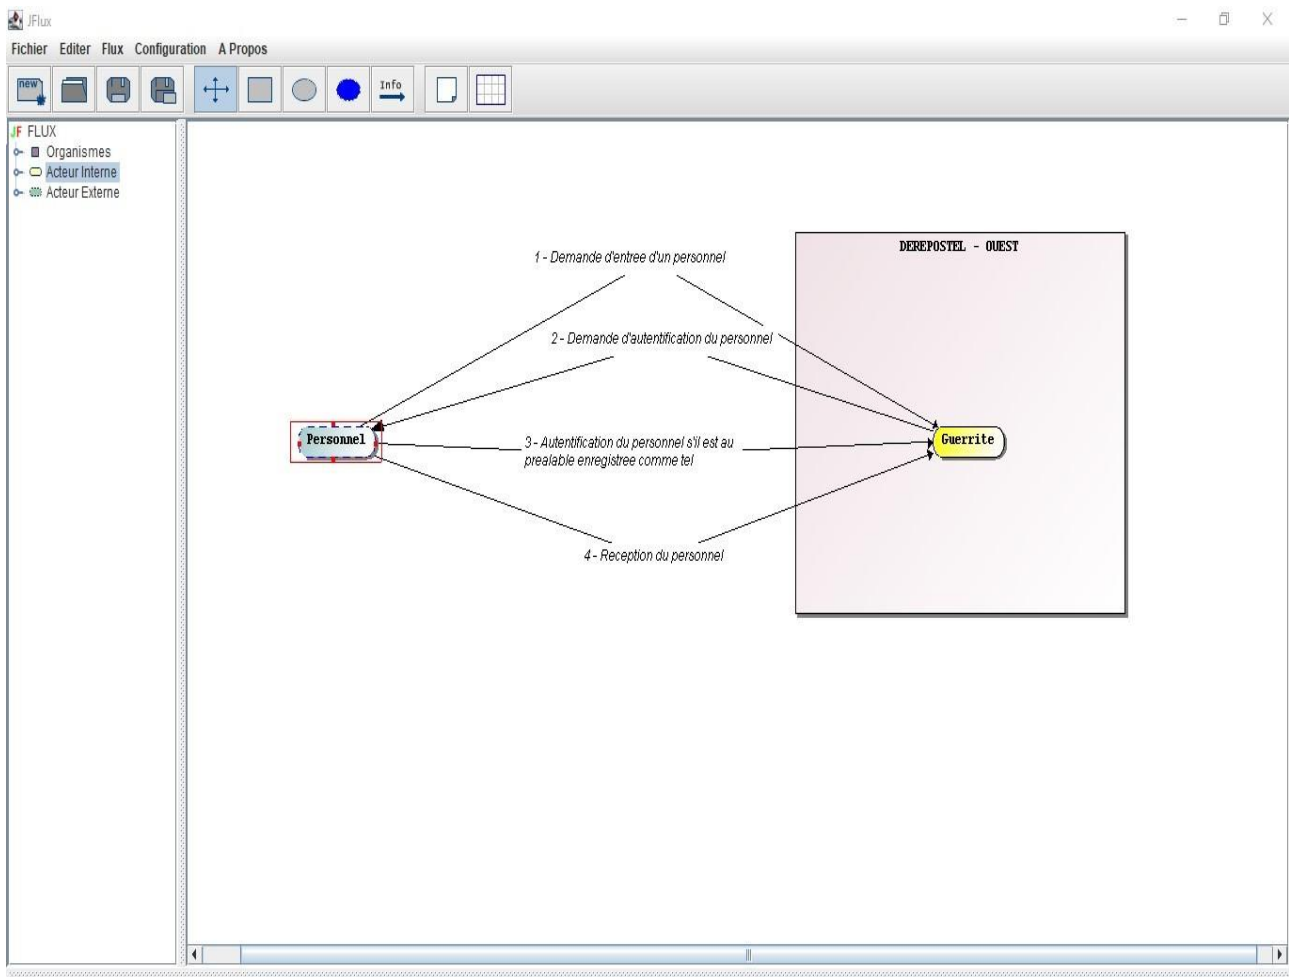 JFlux
Fichier Editer Flux Configuration A Propos
new
Info
JF FLUX
Organismes
Acteur Interne
Acteur Externe
DEREPOSTEL - OUEST
1 - Demande d'entree d'un personnel
2 - Demande d'autentification du personnel
Personnel
Guerrite
3 - Autentification du personnel s'il est au
prealable enregistree comme tel
4 - Reception du personnel